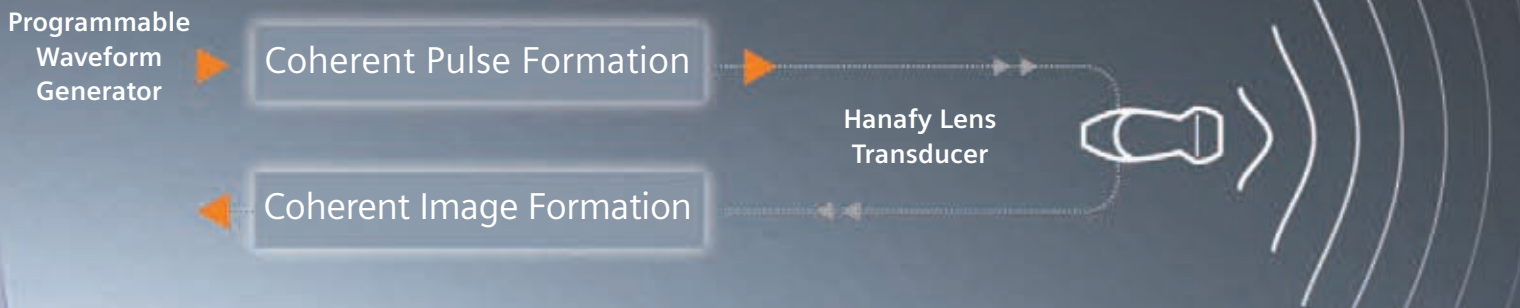 Programmable
Waveform
Generator
Coherent Pulse Formation
Hanafy Lens
Transducer
Coherent Image Formation